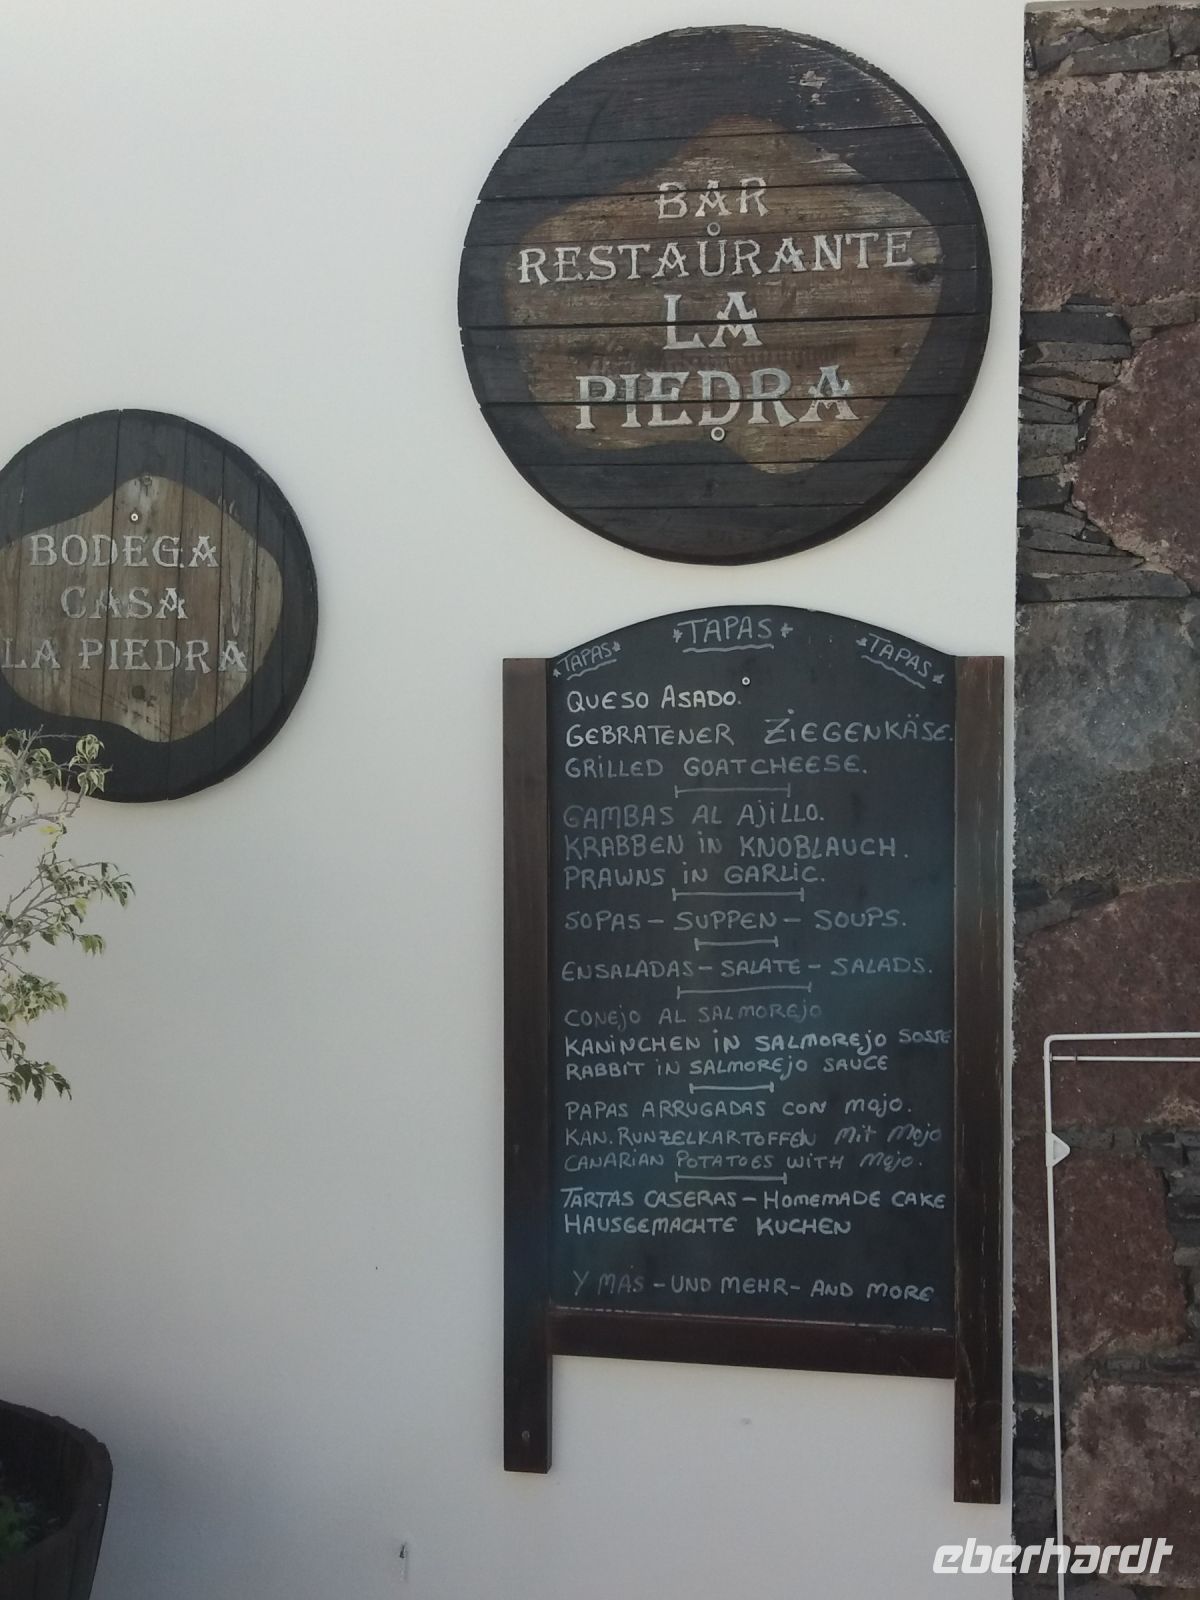 BAR
RESTAURANTE
LA
PIEDRA
BODEGA
CASA
LA PIEDRA
TAPAS
TAPAS
TAPAS
QUESO ASADO.
GEBRATENER ZIEGENKÄSE.
GRILLED GOATCHEESE.
GAMBAS AL AJILLO.
KRABBEN IN KNOBLAUCH.
PRAWNS IN GARLIC.
SOPAS - SUPPEN - SOUPS.
ENSALADAS - SALATE - SALADS.
CONEJO AL SALMOREJO
KANINCHEN IN SALMOREJO SOSSE
RABBIT IN SALMOREJO SAUCE
PAPAS ARRUGADAS CON MOJO.
KAN. RUNZELKARTOFFEN MIT MOJO
CANARIAN POTATOES WITH MOJO.
TARTAS CASERAS - HOMEMADE CAKE
HAUSGEMACHTE KUCHEN
Y MAS - UND MEHR - AND MORE
eberhardt